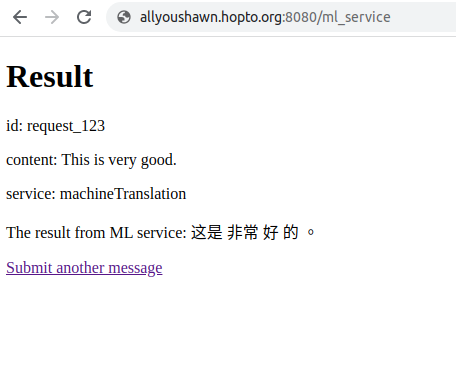 allyoushawn.hopto.org:8080/ml_service
Result
id: request_123
content: This is very good.
service: machineTranslation
The result from ML service: 这是 非常 好 的 。
Submit another message